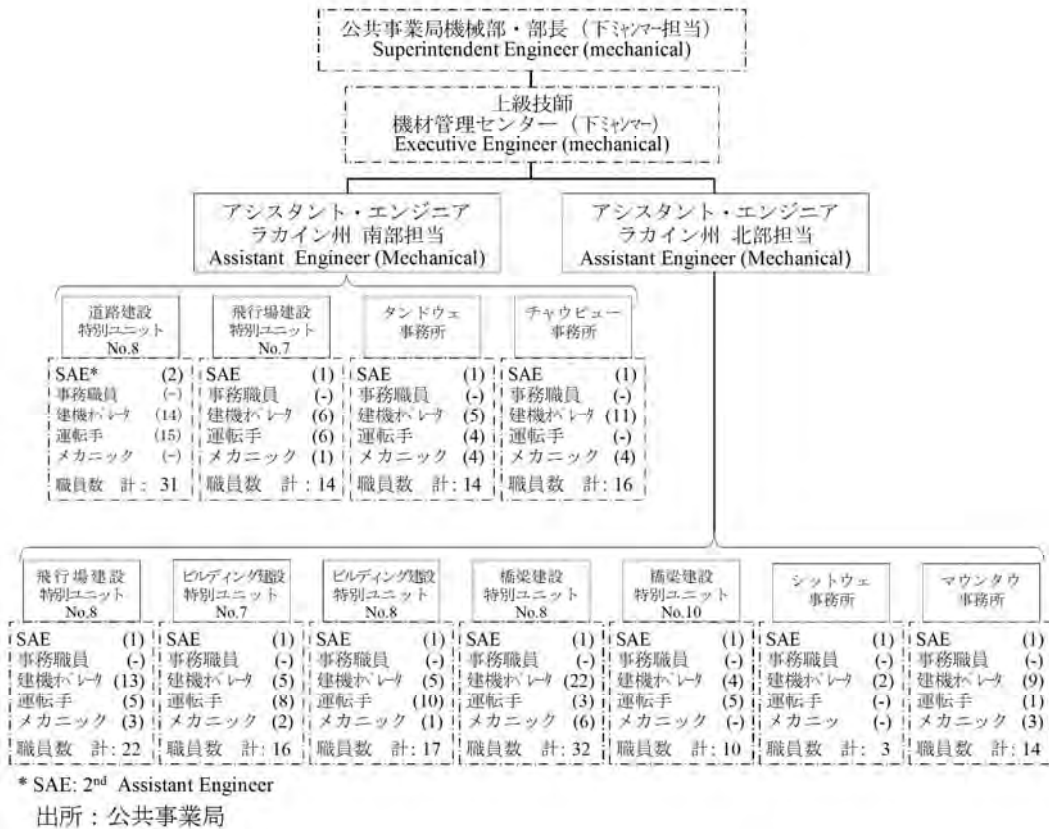 公共事業局機械部・部長（下ﾐｬﾝﾏｰ担当）
Superintendent Engineer (mechanical)
上級技師
機材管理センター（下ﾐｬﾝﾏｰ）
Executive Engineer (mechanical)
アシスタント・エンジニア
ラカイン州 南部担当
Assistant Engineer (Mechanical)
アシスタント・エンジニア
ラカイン州 北部担当
Assistant Engineer (Mechanical)
道路建設
特別ユニット
No.8
SAE* (2)
事務職員 (-)
建機ｵﾍﾟﾚｰﾀ (14)
運転手 (15)
メカニック (-)
職員数 計: 31
飛行場建設
特別ユニット
No.7
SAE (1)
事務職員 (-)
建機ｵﾍﾟﾚｰﾀ (6)
運転手 (6)
メカニック (1)
職員数 計: 14
タンドウェ
事務所
SAE (1)
事務職員 (-)
建機ｵﾍﾟﾚｰﾀ (5)
運転手 (4)
メカニック (4)
職員数 計: 14
チャウピュー
事務所
SAE (1)
事務職員 (-)
建機ｵﾍﾟﾚｰﾀ (11)
運転手 (-)
メカニック (4)
職員数 計: 16
飛行場建設
特別ユニット
No.8
SAE (1)
事務職員 (-)
建機ｵﾍﾟﾚｰﾀ (13)
運転手 (5)
メカニック (3)
職員数 計: 22
ビルディング建設
特別ユニット
No.7
SAE (1)
事務職員 (-)
建機ｵﾍﾟﾚｰﾀ (5)
運転手 (8)
メカニック (2)
職員数 計: 16
ビルディング建設
特別ユニット
No.8
SAE (1)
事務職員 (-)
建機ｵﾍﾟﾚｰﾀ (5)
運転手 (10)
メカニック (1)
職員数 計: 17
橋梁建設
特別ユニット
No.8
SAE (1)
事務職員 (-)
建機ｵﾍﾟﾚｰﾀ (22)
運転手 (3)
メカニック (6)
職員数 計: 32
橋梁建設
特別ユニット
No.10
SAE (1)
事務職員 (-)
建機ｵﾍﾟﾚｰﾀ (4)
運転手 (5)
メカニック (-)
職員数 計: 10
シットウェ
事務所
SAE (1)
事務職員 (-)
建機ｵﾍﾟﾚｰﾀ (2)
運転手 (-)
メカニッ (-)
職員数 計: 3
マウンタウ
事務所
SAE (1)
事務職員 (-)
建機ｵﾍﾟﾚｰﾀ (9)
運転手 (1)
メカニック (3)
職員数 計: 14
* SAE: 2nd Assistant Engineer
出所：公共事業局